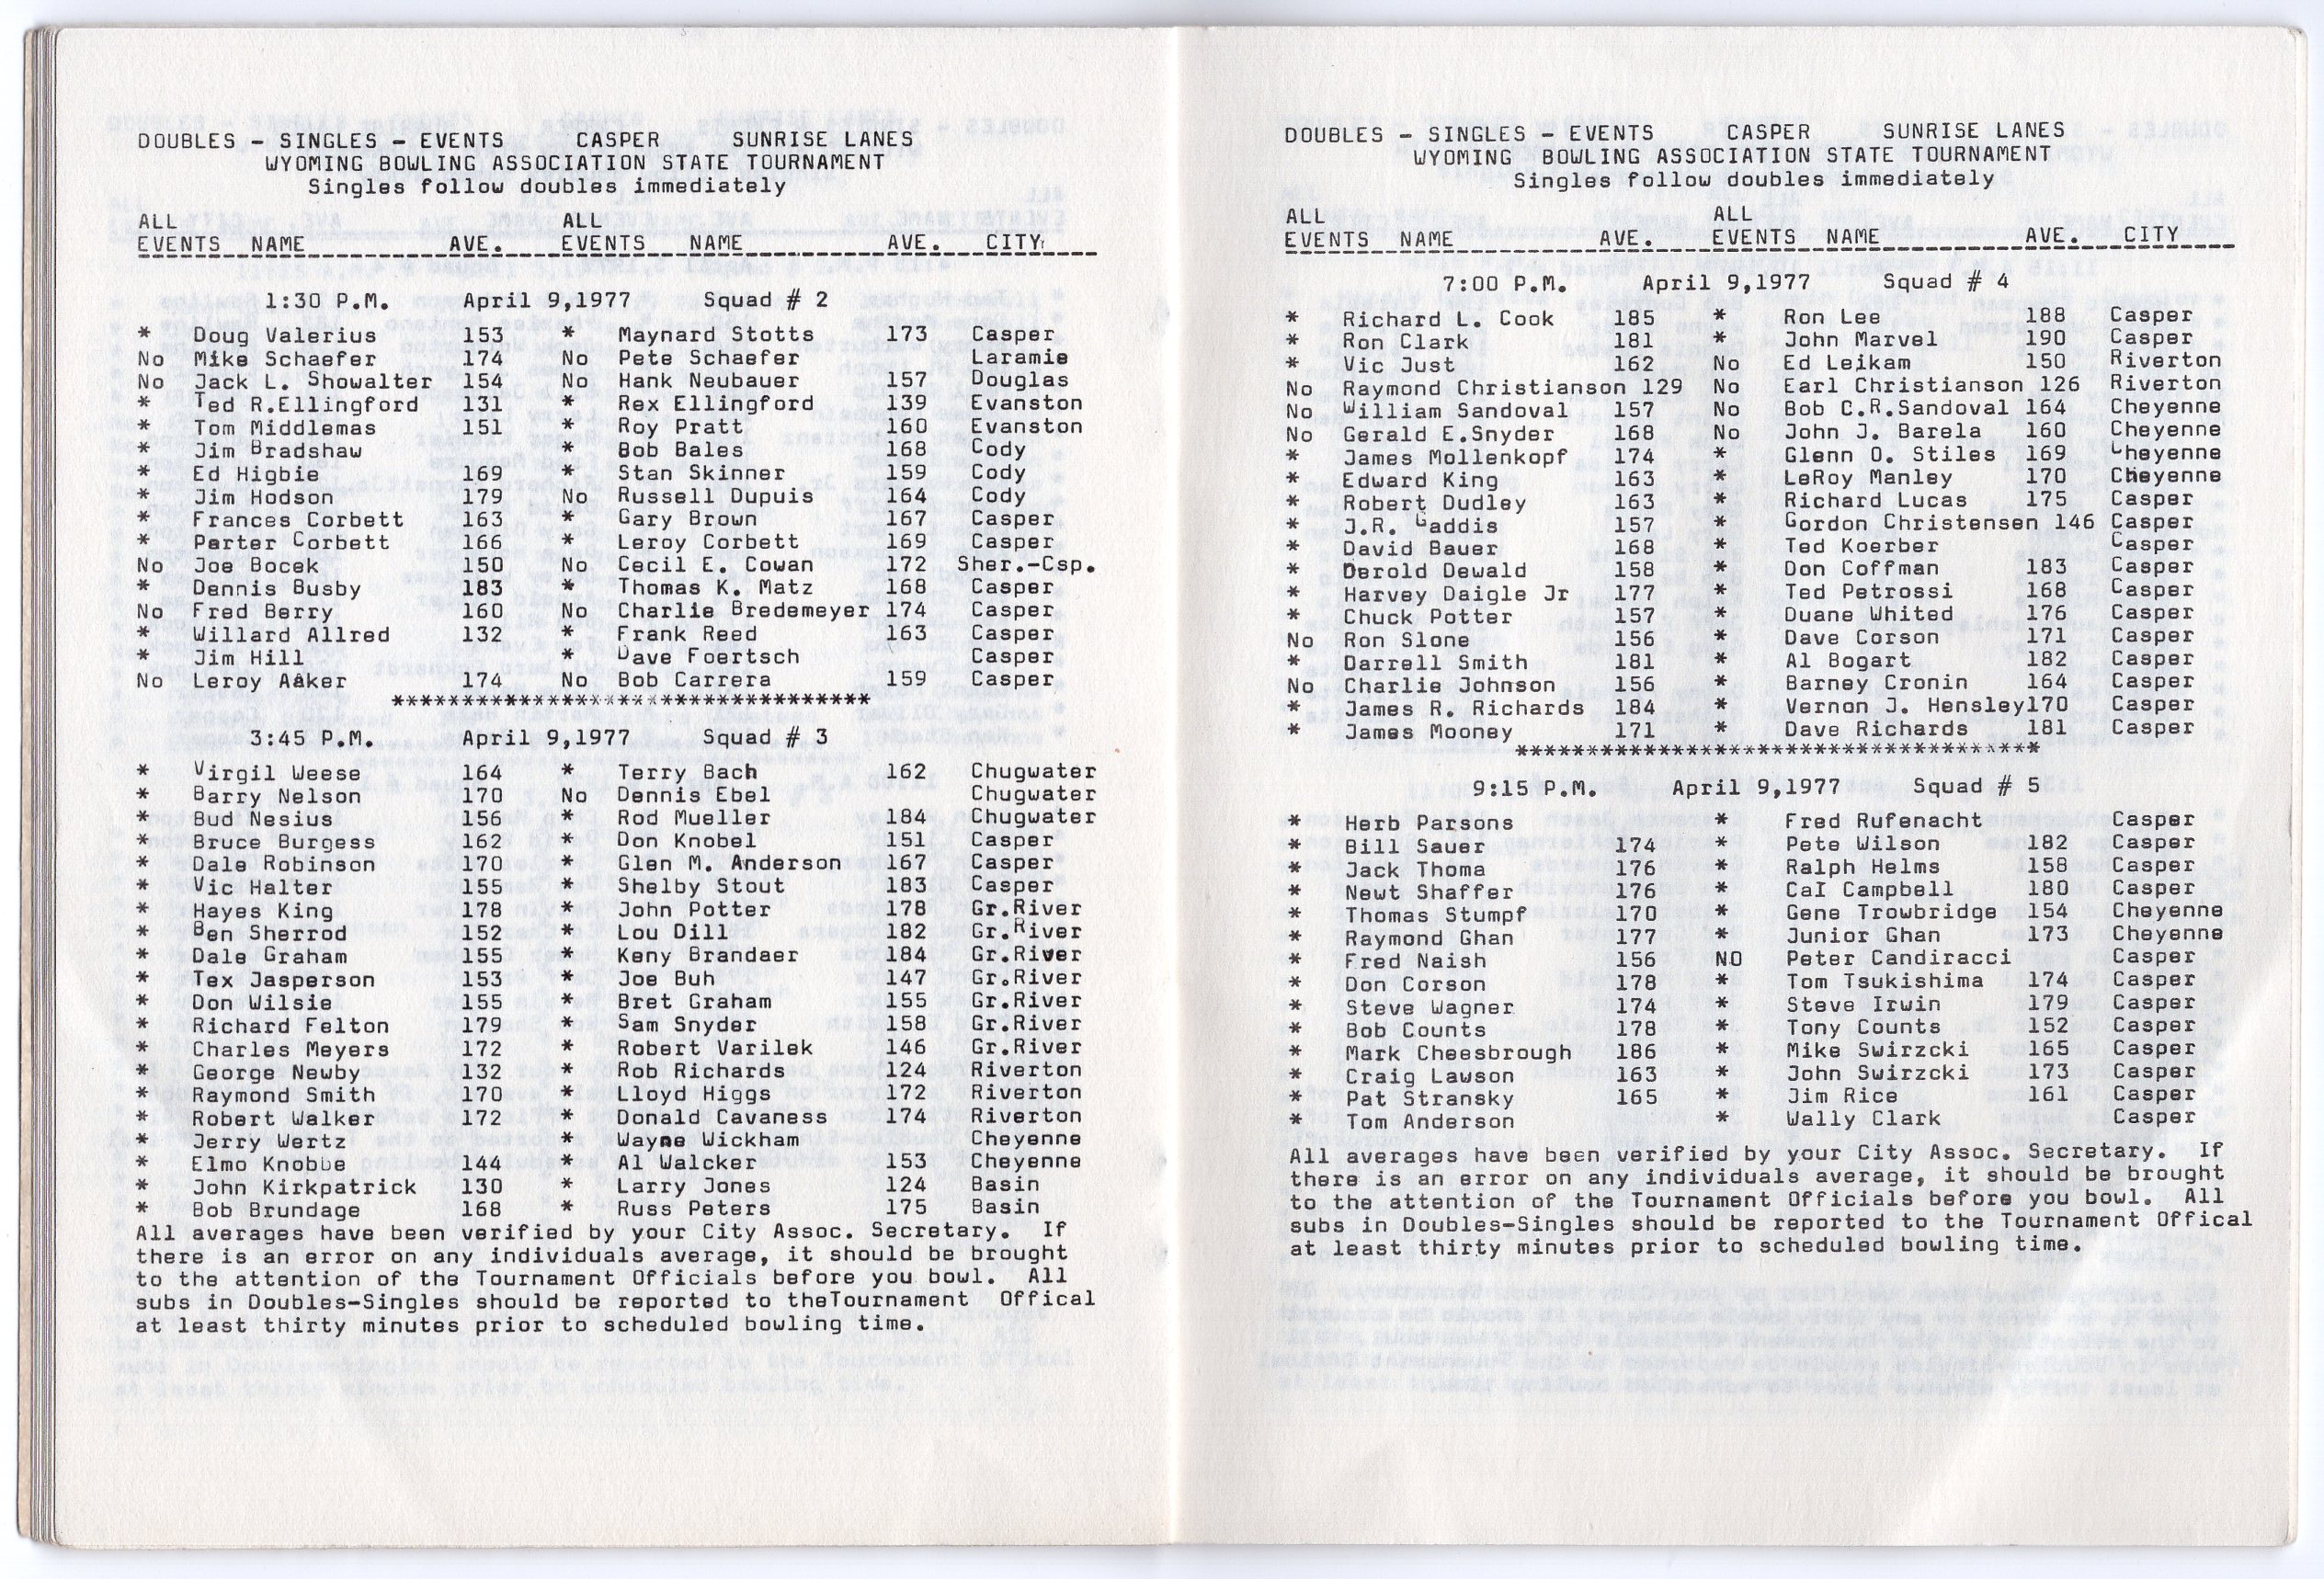 DOUBLES - SINGLES - EVENTS CASPER SUNRISE LANES
WYOMING BOWLING ASSOCIATION STATE TOURNAMENT
Singles follow doubles immediately
ALL ALL
EVENTS NAME AVE. EVENTS NAME AVE. CITY
1:30 P.M. April 9,1977 Squad # 2
* Doug Valerius 153 * Maynard Stotts 173 Casper
No Mike Schaefer 174 No Pete Schaefer Laramie
No Jack L. Showalter 154 No Hank Neubauer 157 Douglas
* Ted R.Ellingford 131 * Rex Ellingford 139 Evanston
* Tom Middlemas 151 * Roy Pratt 160 Evanston
* Jim Bradshaw * Bob Bales 168 Cody
* Ed Higbie 169 * Stan Skinner 159 Cody
* Jim Hodson 179 No Russell Dupuis 164 Cody
* Frances Corbett 163 * Gary Brown 167 Casper
* Parter Corbett 166 * Leroy Corbett 169 Casper
No Joe Bocek 150 No Cecil E. Cowan 172 Sher.-Csp.
* Dennis Busby 183 * Thomas K. Matz 168 Casper
No Fred Berry 160 No Charlie Bredemeyer 174 Casper
* Willard Allred 132 * Frank Reed 163 Casper
* Jim Hill * Dave Foertsch Casper
No Leroy Aaker 174 No Bob Carrera 159 Casper
**********************************
3:45 P.M. April 9,1977 Squad # 3
* Virgil Weese 164 * Terry Bach 162 Chugwater
* Barry Nelson 170 No Dennis Ebel Chugwater
* Bud Nesius 156 * Rod Mueller 184 Chugwater
* Bruce Burgess 162 * Don Knobel 151 Casper
* Dale Robinson 170 * Glen M. Anderson 167 Casper
* Vic Halter 155 * Shelby Stout 183 Casper
* Hayes King 178 * John Potter 178 Gr.River
* Ben Sherrod 152 * Lou Dilli 182 Gr.River
* Dale Graham 155 * Keny Brandaer 184 Gr.River
* Tex Jasperson 153 * Joe Buh 147 Gr.River
* Don Wilsie 155 * Bret Graham 155 Gr.River
* Richard Felton 179 * Sam Snyder 158 Gr.River
* Charles Meyers 172 * Robert Varilek 146 Gr.River
* George Newby 132 * Rob Richards 124 Riverton
* Raymond Smith 170 * Lloyd Higgs 172 Riverton
* Robert Walker 172 * Donald Cavaness 174 Riverton
* Jerry Wertz * Wayne Wickham Cheyenne
* Elmo Knobbe 144 * Al Walcker 153 Cheyenne
* John Kirkpatrick 130 * Larry Jones 124 Basin
* Bob Brundage 168 * Russ Peters 175 Basin
All averages have been verified by your City Assoc. Secretary. If
there is an error on any individuals average, it should be brought
to the attention of the Tournament Officials before you bowl. All
subs in Doubles-Singles should be reported to theTournament Offical
at least thirty minutes prior to scheduled bowling time.
DOUBLES - SINGLES - EVENTS CASPER SUNRISE LANES
WYOMING BOWLING ASSOCIATION STATE TOURNAMENT
Singles follow doubles immediately
ALL ALL
EVENTS NAME AVE. EVENTS NAME AVE. CITY
7:00 P.M. April 9,1977 Squad # 4
* Richard L. Cook 185 * Ron Lee 188 Casper
* Ron Clark 181 * John Marvel 190 Casper
* Vic Just 162 No Ed Leikam 150 Riverton
No Raymond Christianson 129 No Earl Christianson 126 Riverton
No William Sandoval 157 No Bob C.R.Sandoval 164 Cheyenne
No Gerald E.Snyder 168 No John J. Barela 160 Cheyenne
* James Mollenkopf 174 * Glenn O. Stiles 169 Cheyenne
* Edward King 163 * LeRoy Manley 170 Cheyenne
* Robert Dudley 163 * Richard Lucas 175 Casper
* J.R. Gaddis 157 * Gordon Christensen 146 Casper
* David Bauer 168 * Ted Koerber Casper
* Derold Dewald 158 * Don Coffman 183 Casper
* Harvey Daigle Jr 177 * Ted Petrossi 168 Casper
* Chuck Potter 157 * Duane Whited 176 Casper
No Ron Slone 156 * Dave Corson 171 Casper
* Darrell Smith 181 * Al Bogart 182 Casper
No Charlie Johnson 156 * Barney Cronin 164 Casper
* James R. Richards 184 * Vernon J. Hensley170 Casper
* James Mooney 171 * Dave Richards 181 Casper
*************************************
9:15 P.M. April 9,1977 Squad # 5
* Herb Parsons * Fred Rufenacht Casper
* Bill Sauer 174 * Pete Wilson 182 Casper
* Jack Thoma 176 * Ralph Helms 158 Casper
* Newt Shaffer 176 * CaI Campbell 180 Casper
* Thomas Stumpf 170 * Gene Trowbridge 154 Cheyenne
* Raymond Ghan 177 * Junior Ghan 173 Cheyenne
* Fred Naish 156 NO Peter Candiracci Casper
* Don Corson 178 * Tom Tsukishima 174 Casper
* Steve Wagner 174 * Steve Irwin 179 Casper
* Bob Counts 178 * Tony Counts 152 Casper
* Mark Cheesbrough 186 * Mike Swirzcki 165 Casper
* Craig Lawson 163 * John Swirzcki 173 Casper
* Pat Stransky 165 * Jim Rice 161 Casper
* Tom Anderson * Wally Clark Casper
All averages have been verified by your City Assoc. Secretary. If
there is an error on any individuals average, it should be brought
to the attention of the Tournament Officials before you bowl. All
subs in Doubles-Singles should be reported to the Tournament Offical
at least thirty minutes prior to scheduled bowling time.